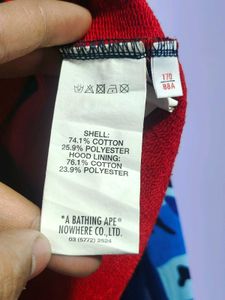 170
BBA
SHELL:
74.1% COTTON
25.9% POLYESTER
HOOD LINING:
76.1% COTTON
23.9% POLYESTER
"A BATHING APE"
NOWHERE CO., LTD.
03 (5772) 2524